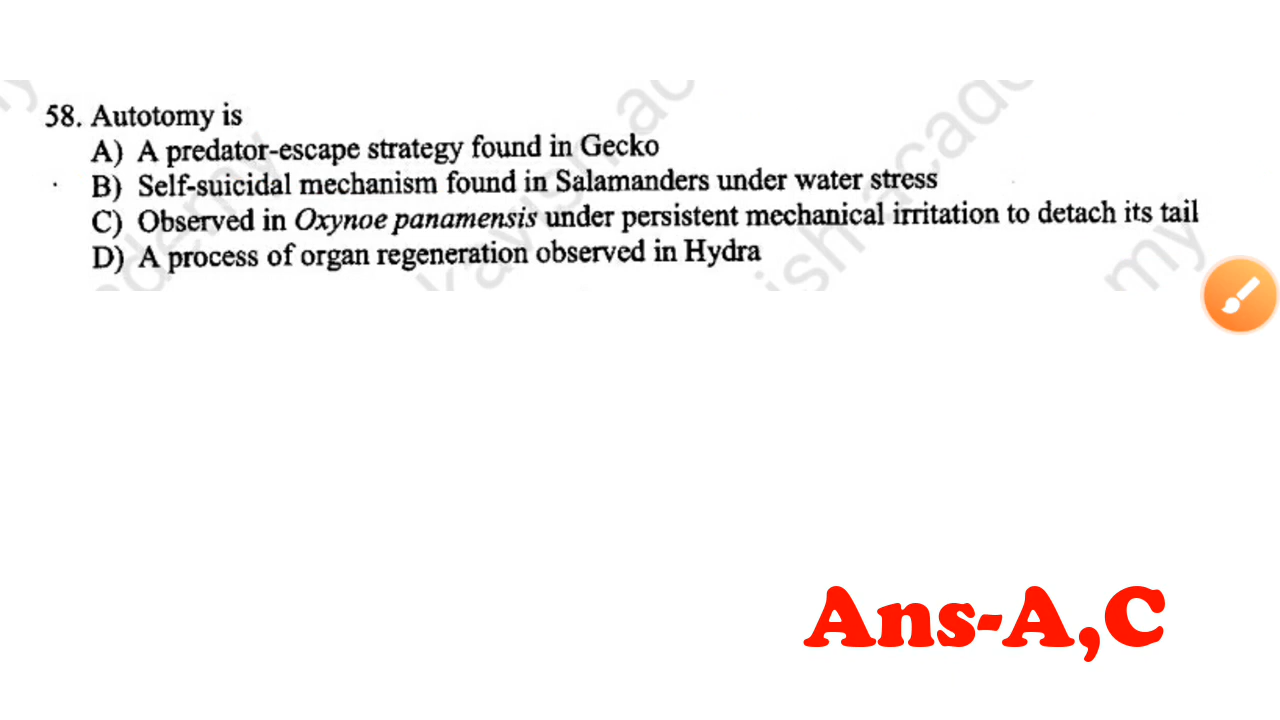 58. Autotomy is
A) A predator-escape strategy found in Gecko
B) Self-suicidal mechanism found in Salamanders under water stress
C) Observed in Oxynoe panamensis under persistent mechanical irritation to detach its tail
D) A process of organ regeneration observed in Hydra
Ans-A,C